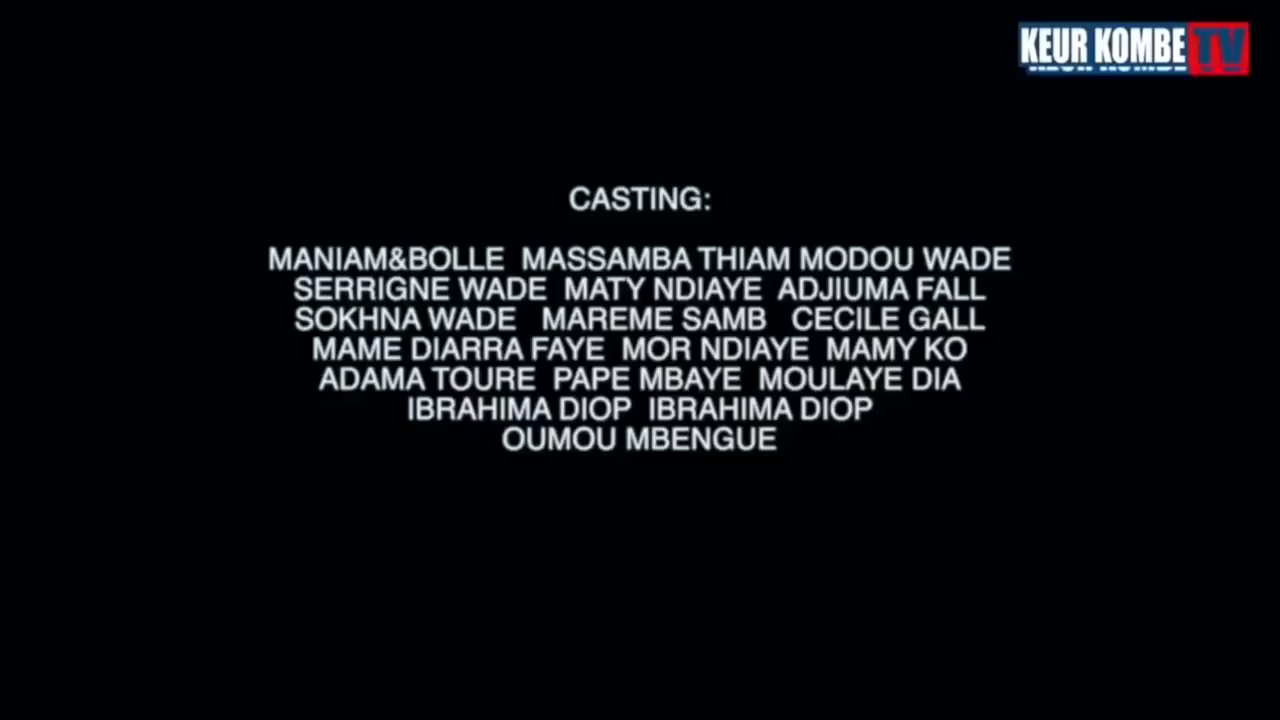 KEUR KOMBE TV
CASTING:
MANIAM&BOLLE MASSAMBA THIAM MODOU WADE
SERRIGNE WADE MATY NDIAYE ADJIUMA FALL
SOKHNA WADE MAREME SAMB CECILE GALL
MAME DIARRA FAYE MOR NDIAYE MAMY KO
ADAMA TOURE PAPE MBAYE MOULAYE DIA
IBRAHIMA DIOP IBRAHIMA DIOP
OUMOU MBENGUE